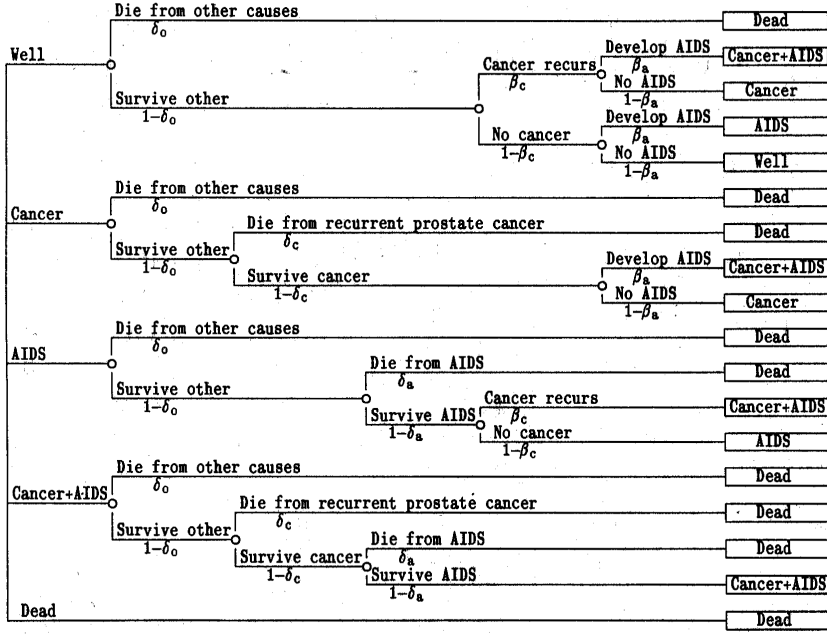 Die from other causes
δo
Dead
Well
Develop AIDS
βa
Cancer+AIDS
Cancer recurs
βc
No AIDS
1-βa
Cancer
Survive other
1-δo
Develop AIDS
βa
AIDS
No cancer
1-βc
No AIDS
1-βa
Well
Die from other causes
δo
Dead
Cancer
Die from recurrent prostate cancer
δc
Dead
Survive other
1-δo
Develop AIDS
βa
Cancer+AIDS
Survive cancer
1-δc
No AIDS
1-βa
Cancer
Die from other causes
δo
Dead
AIDS
Die from AIDS
δa
Dead
Survive other
1-δo
Cancer recurs
βc
Cancer+AIDS
Survive AIDS
1-δa
No cancer
1-βc
AIDS
Die from other causes
δo
Dead
Cancer+AIDS
Die from recurrent prostate cancer
δc
Dead
Survive other
1-δo
Die from AIDS
δa
Dead
Survive cancer
1-δc
Survive AIDS
1-δa
Cancer+AIDS
Dead
Dead